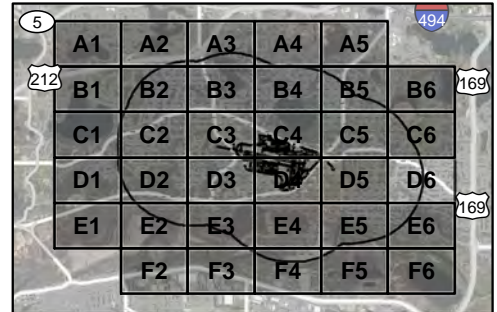 5
494
A1 A2 A3 A4 A5
212
169
B1 B2 B3 B4 B5 B6
C1 C2 C3 C4 C5 C6
D1 D2 D3 D4 D5 D6
169
E1 E2 E3 E4 E5 E6
F2 F3 F4 F5 F6